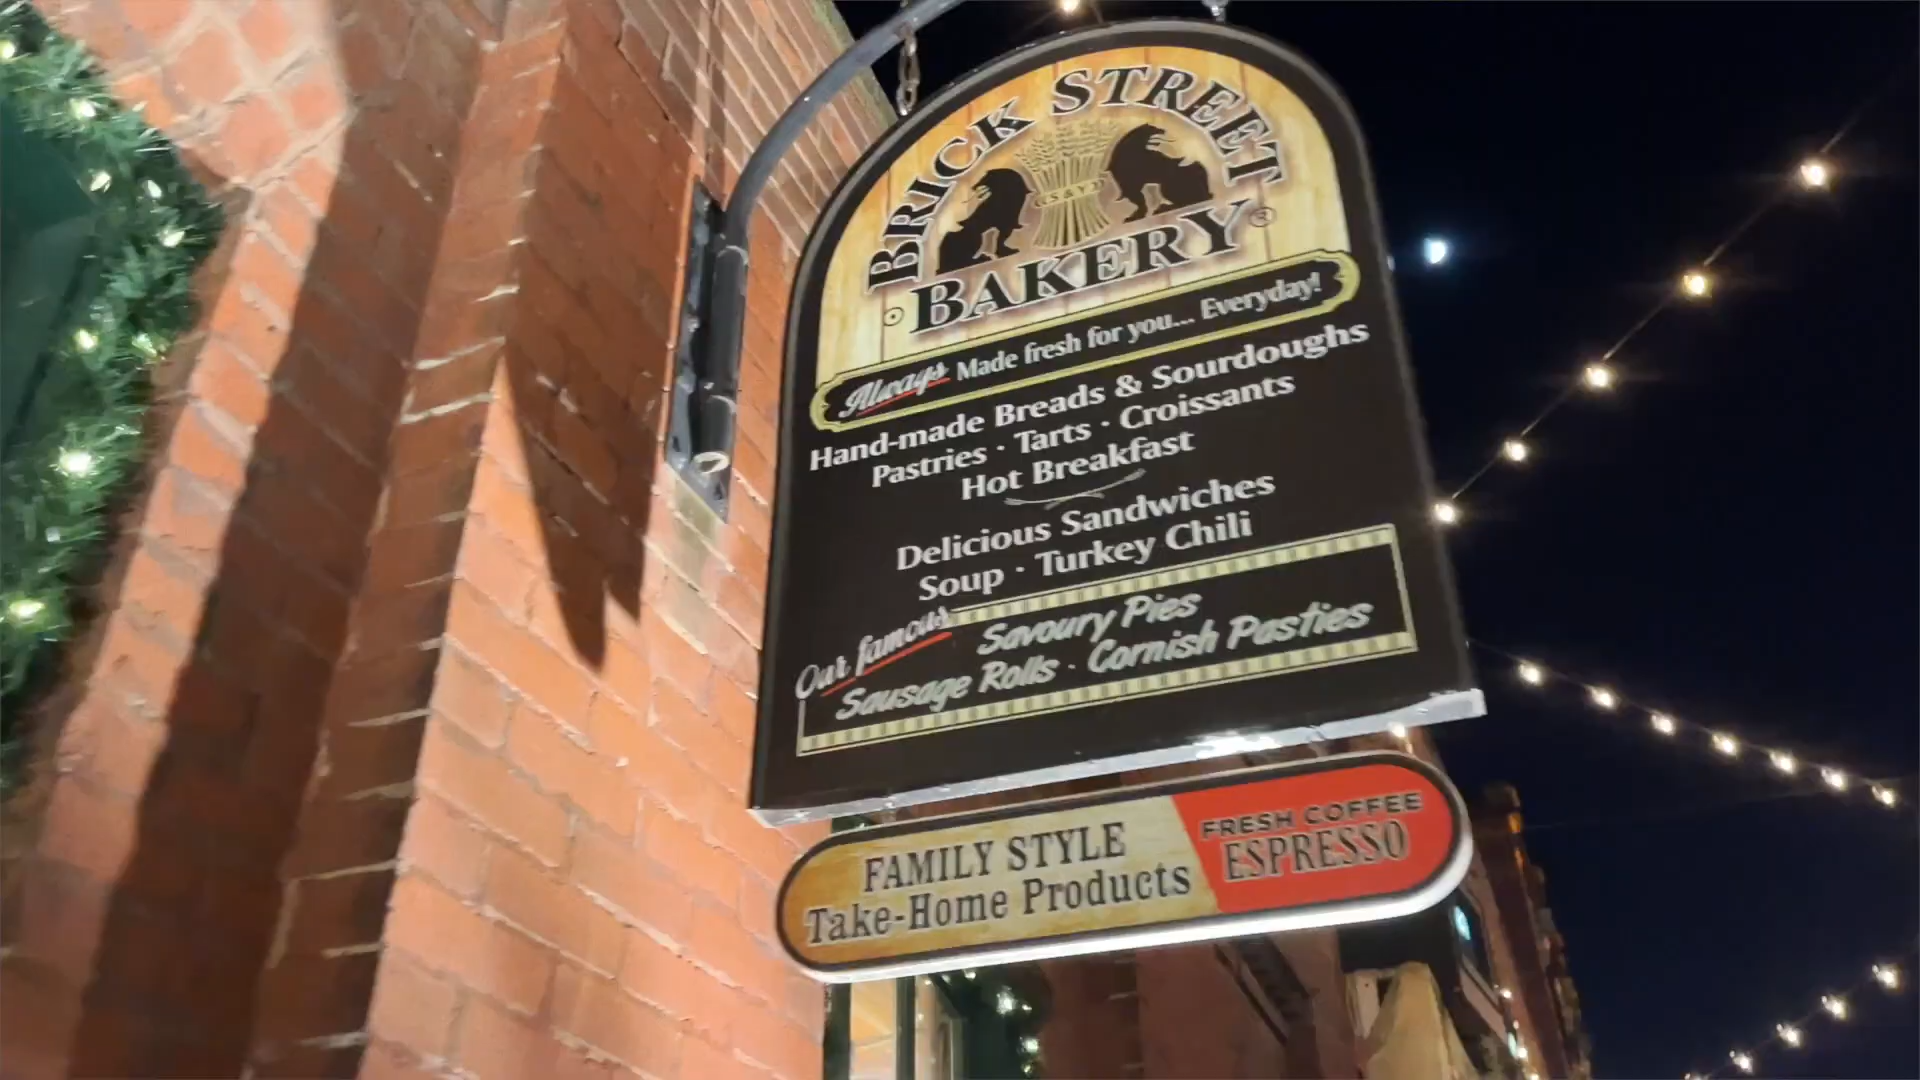 BRICK STREET
BAKERY®
Always Made fresh for you... Everyday!
Hand-made Breads & Sourdoughs
Pastries · Tarts · Croissants
Hot Breakfast
Delicious Sandwiches
Soup · Turkey Chili
Our famous
Savoury Pies
Sausage Rolls · Cornish Pasties
FAMILY STYLE
Take-Home Products
FRESH COFFEE
ESPRESSO